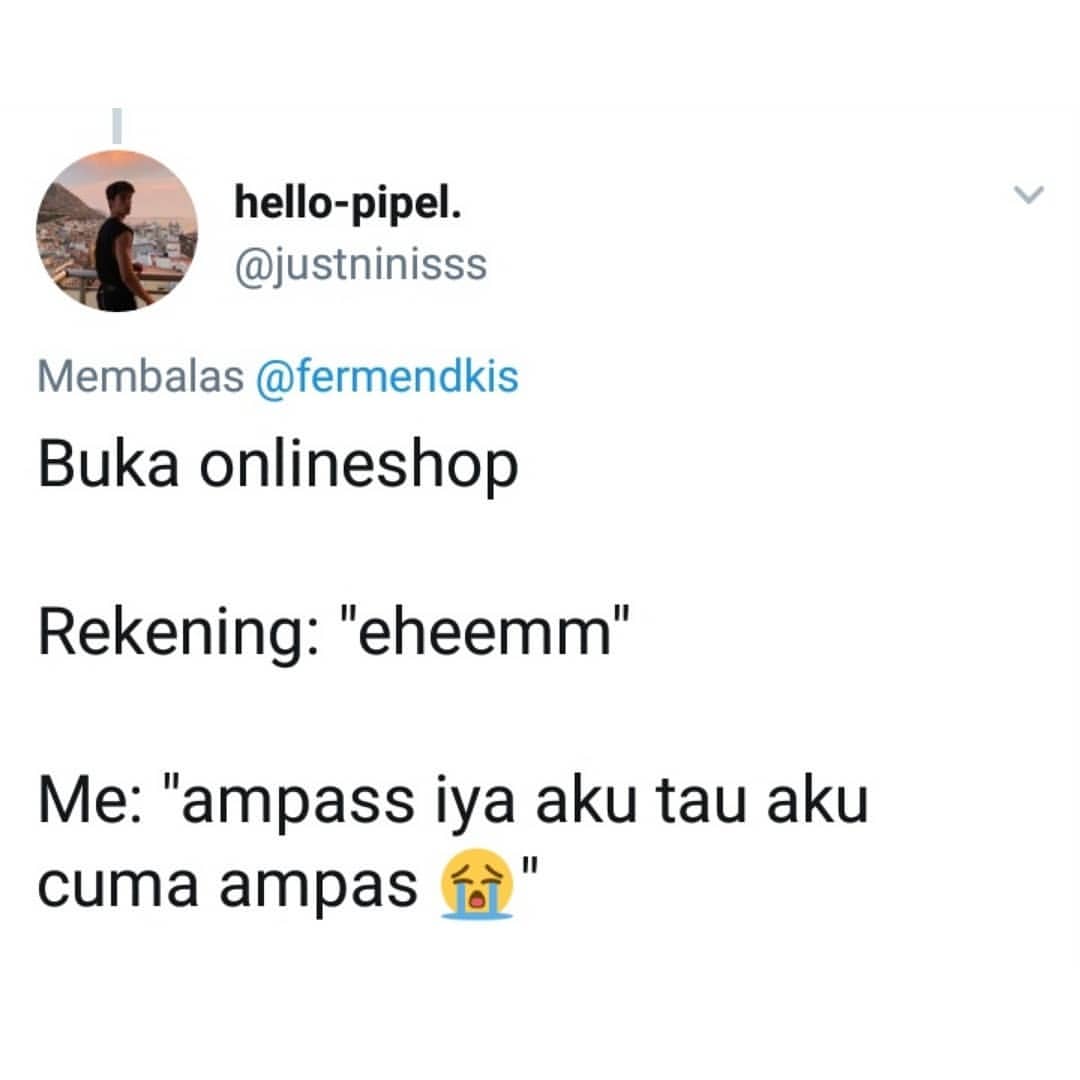 hello-pipel.
@justninisss
Membalas @fermendkis
Buka onlineshop
Rekening: "eheemm"
Me: "ampass iya aku tau aku
cuma ampas 😭"